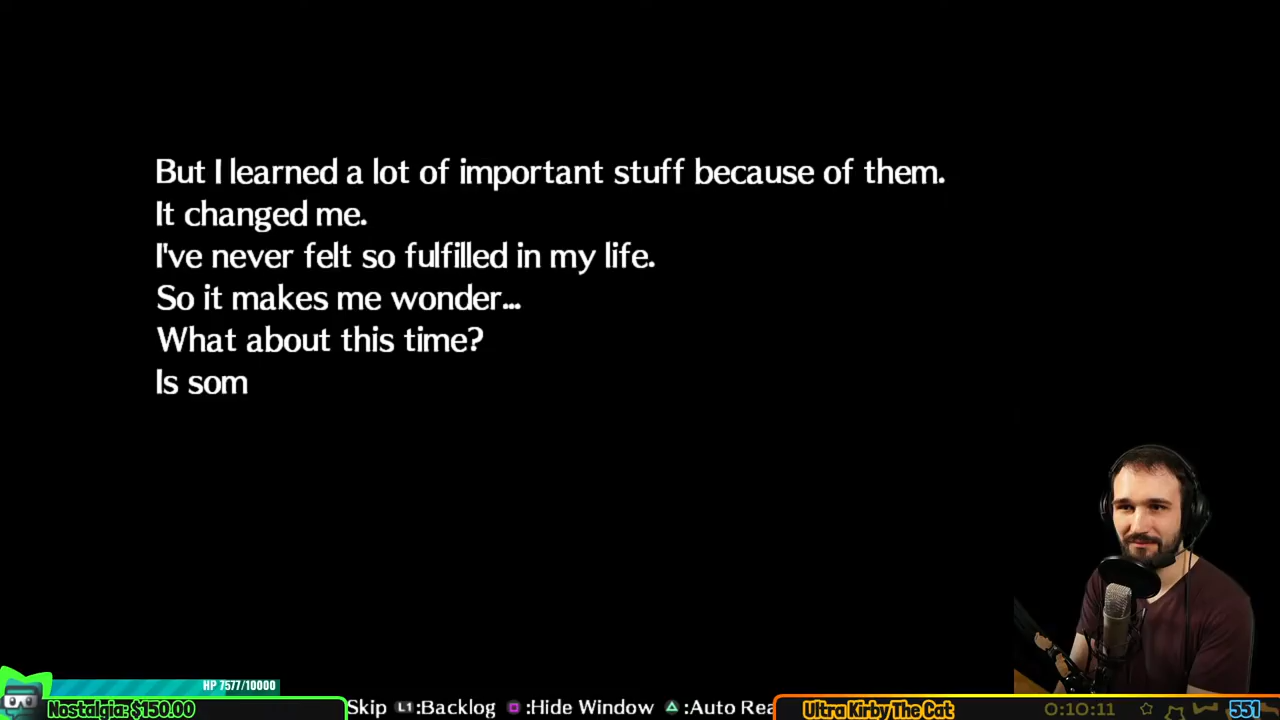 But I learned a lot of important stuff because of them.
It changed me.
I've never felt so fulfilled in my life.
So it makes me wonder...
What about this time?
Is som
HP 7577/10000
Nostalgia: $150.00
Skip L1:Backlog :Hide Window :Auto Rea
Ultra Kirby The Cat
0:10:11
551